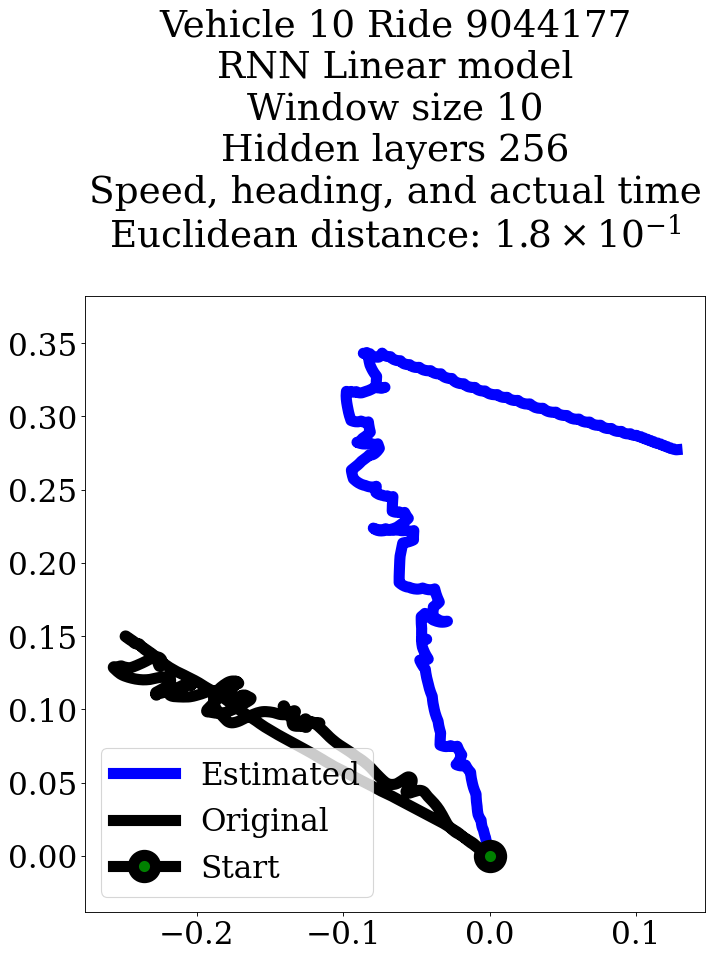 Vehicle 10 Ride 9044177
RNN Linear model
Window size 10
Hidden layers 256
Speed, heading, and actual time
Euclidean distance: 1.8 × 10⁻¹
0.35
0.30
0.25
0.20
0.15
0.10
0.05
0.00
Estimated
Original
Start
−0.2
−0.1
0.0
0.1